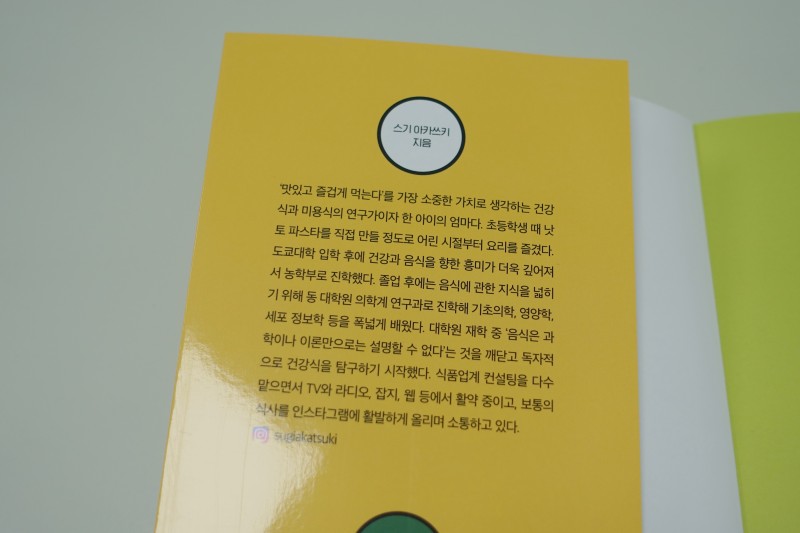 스기 아카쓰키
지음
'맛있고 즐겁게 먹는다'를 가장 소중한 가치로 생각하는 건강
식과 미용식의 연구가이자 한 아이의 엄마다. 초등학생 때 낫
토 파스타를 직접 만들 정도로 어린 시절부터 요리를 즐겼다.
도쿄대학 입학 후에 건강과 음식을 향한 흥미가 더욱 깊어져
서 농학부로 진학했다. 졸업 후에는 음식에 관한 지식을 넓히
기 위해 동 대학원 의학계 연구과로 진학해 기초의학, 영양학,
세포 정보학 등을 폭넓게 배웠다. 대학원 재학 중 '음식은 과
학이나 이론만으로는 설명할 수 없다'는 것을 깨닫고 독자적
으로 건강식을 탐구하기 시작했다. 식품업계 컨설팅을 다수
맡으면서 TV와 라디오, 잡지, 웹 등에서 활약 중이고, 보통의
식사를 인스타그램에 활발하게 올리며 소통하고 있다.
sugiakatsuki